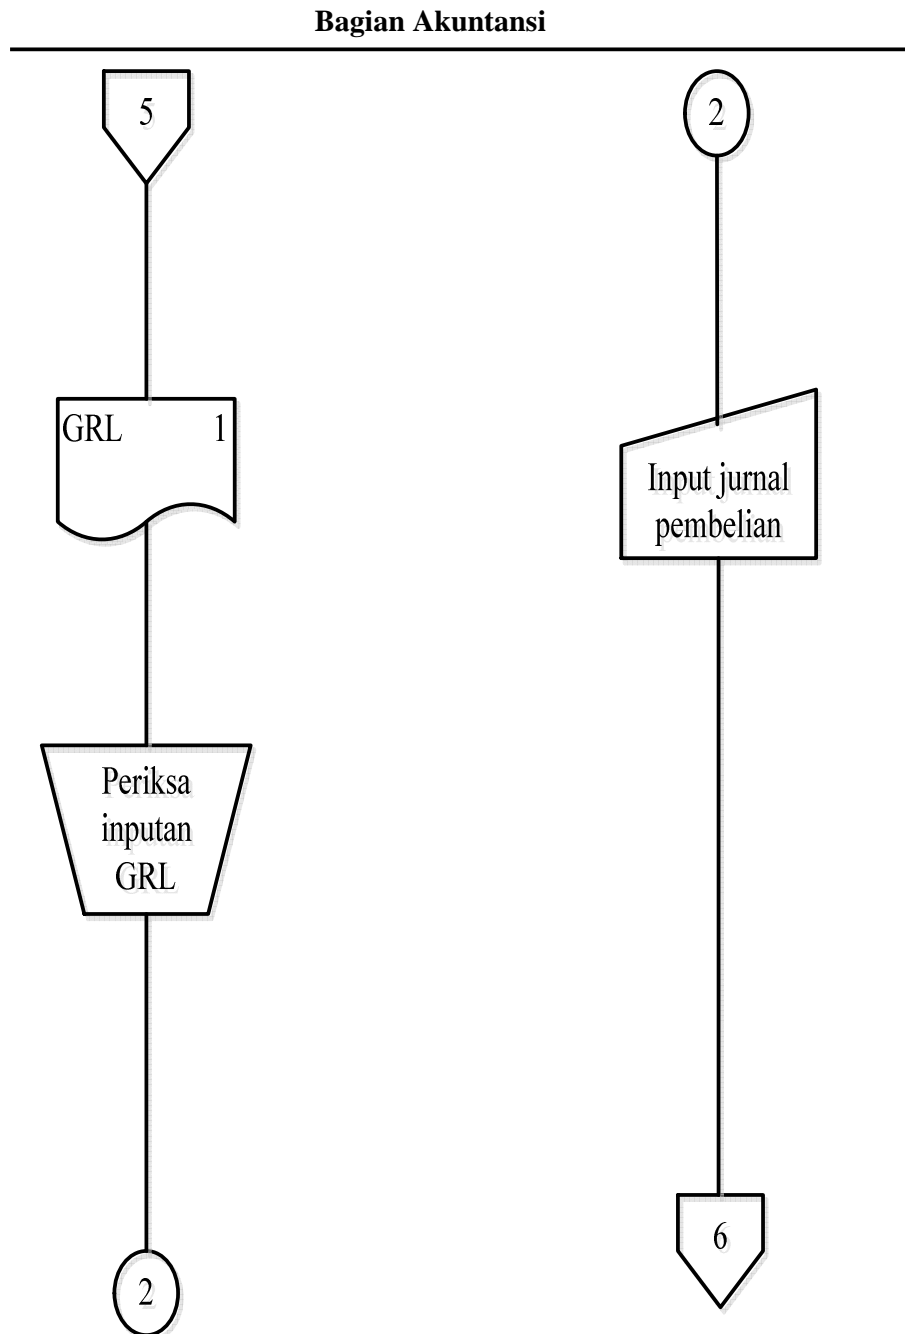 Bagian Akuntansi
5
GRL 1
Periksa
inputan
GRL
2
2
Input jurnal
pembelian
6